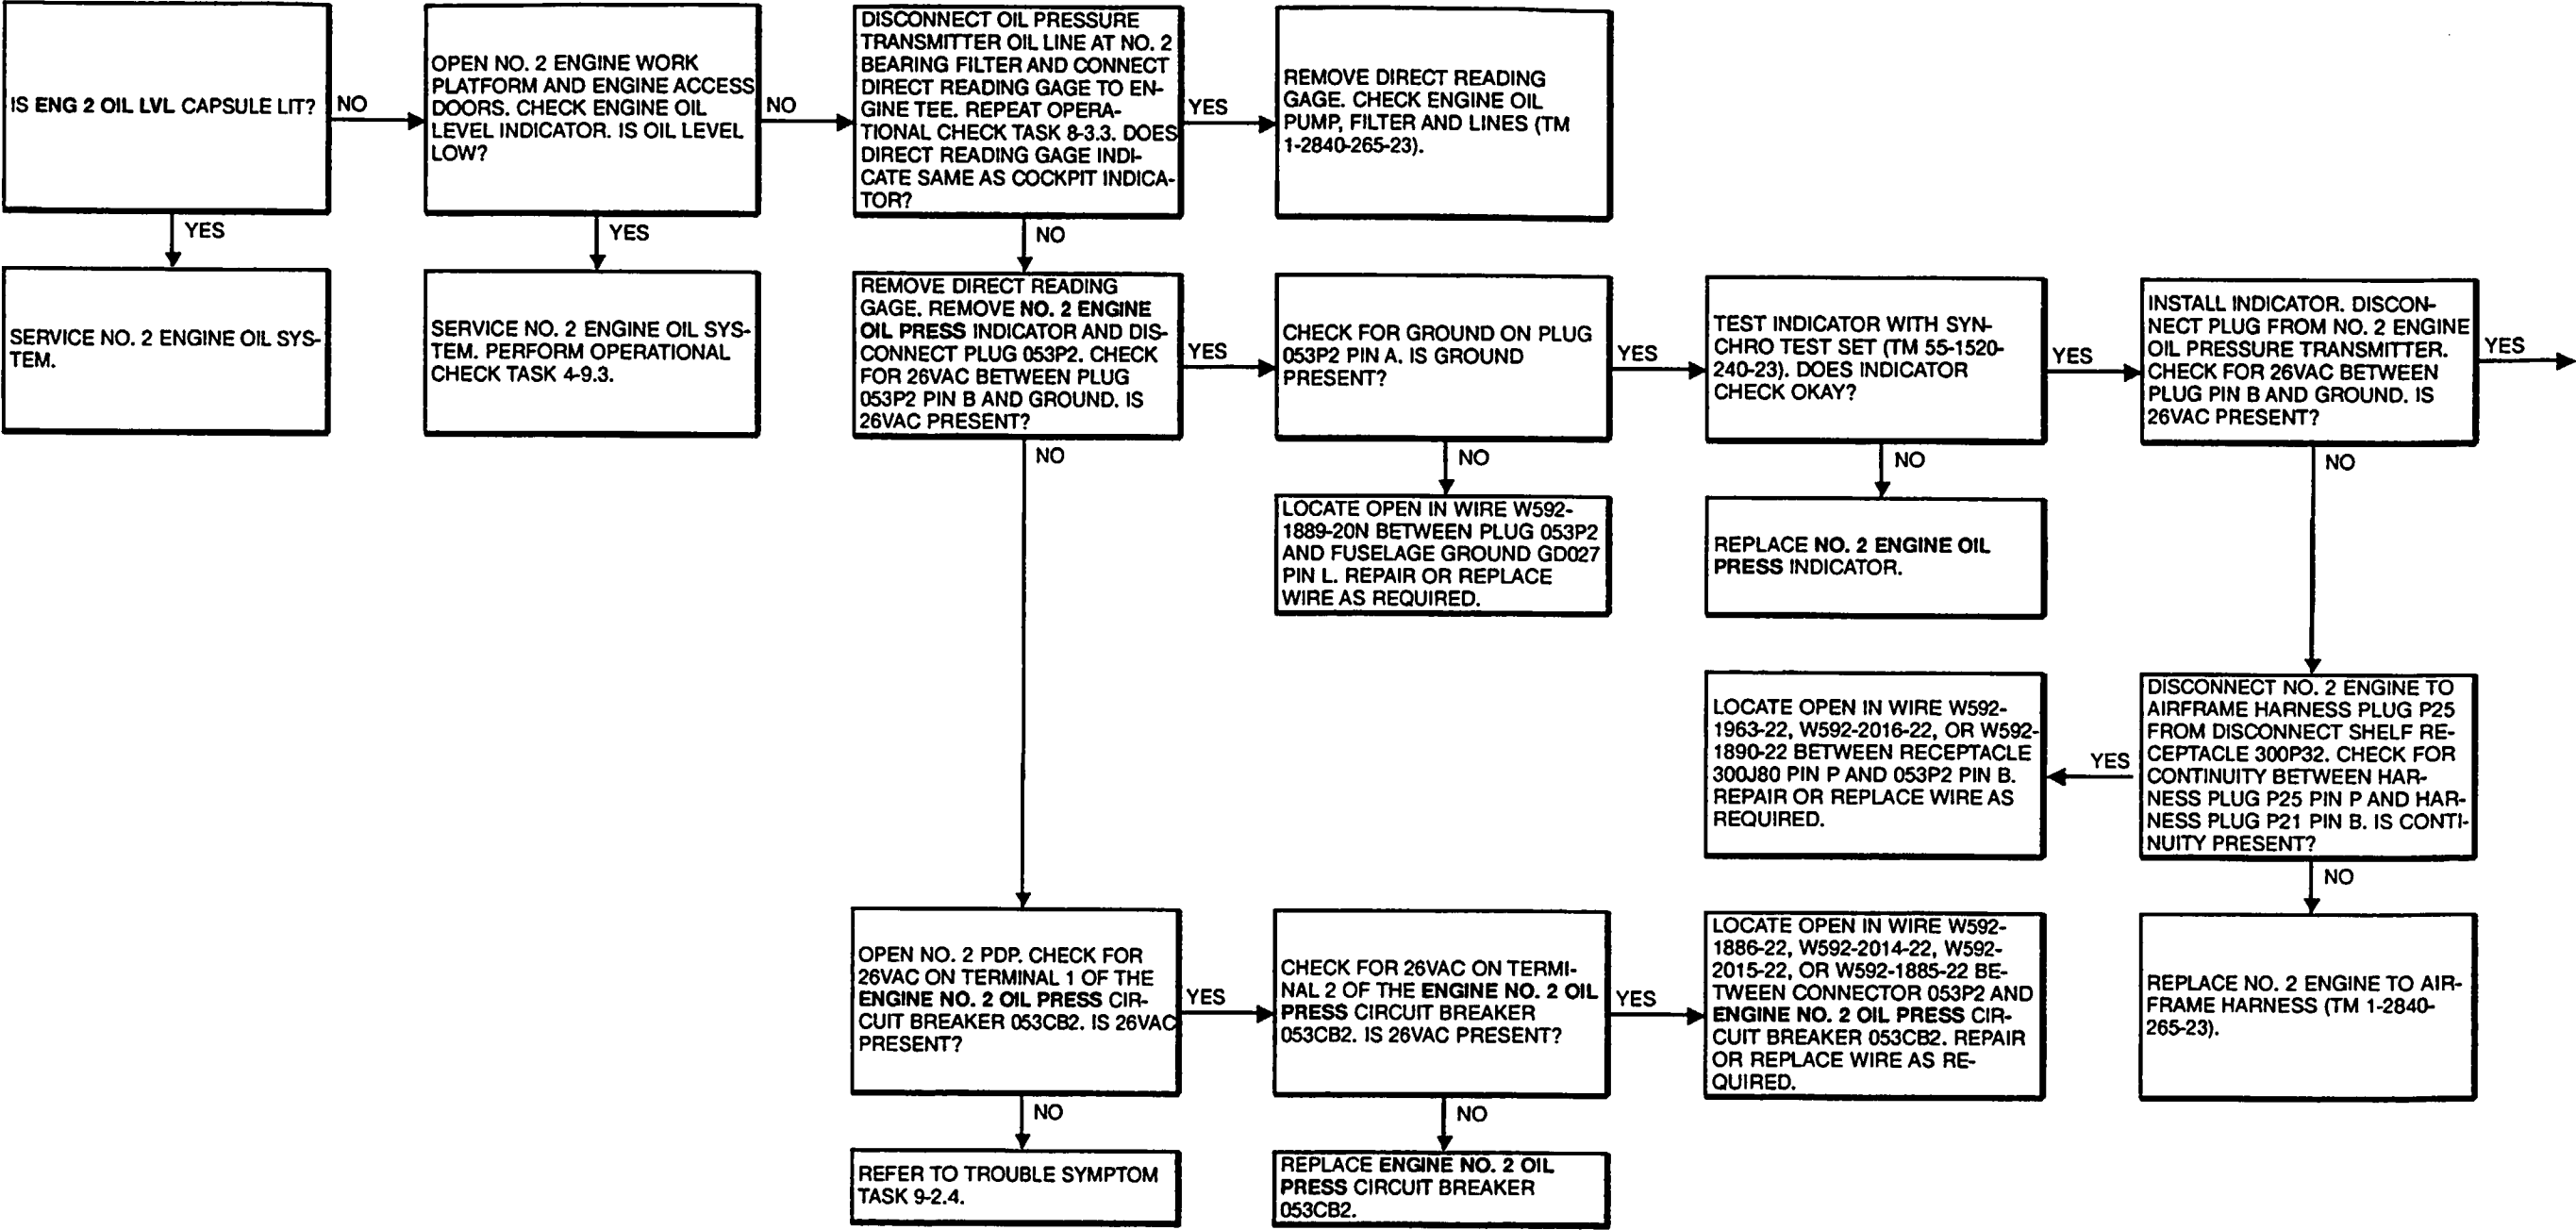 IS ENG 2 OIL LVL CAPSULE LIT?
NO
YES
OPEN NO. 2 ENGINE WORK
PLATFORM AND ENGINE ACCESS
DOORS. CHECK ENGINE OIL
LEVEL INDICATOR. IS OIL LEVEL
LOW?
NO
YES
DISCONNECT OIL PRESSURE
TRANSMITTER OIL LINE AT NO. 2
BEARING FILTER AND CONNECT
DIRECT READING GAGE TO EN-
GINE TEE. REPEAT OPERA-
TIONAL CHECK TASK 8-3.3. DOES
DIRECT READING GAGE INDI-
CATE SAME AS COCKPIT INDICA-
TOR?
YES
NO
REMOVE DIRECT READING
GAGE. CHECK ENGINE OIL
PUMP, FILTER AND LINES (TM
1-2840-265-23).
SERVICE NO. 2 ENGINE OIL SYS-
TEM.
SERVICE NO. 2 ENGINE OIL SYS-
TEM. PERFORM OPERATIONAL
CHECK TASK 4-9.3.
REMOVE DIRECT READING
GAGE. REMOVE NO. 2 ENGINE
OIL PRESS INDICATOR AND DIS-
CONNECT PLUG 053P2. CHECK
FOR 26VAC BETWEEN PLUG
053P2 PIN B AND GROUND. IS
26VAC PRESENT?
YES
NO
CHECK FOR GROUND ON PLUG
053P2 PIN A. IS GROUND
PRESENT?
YES
NO
TEST INDICATOR WITH SYN-
CHRO TEST SET (TM 55-1520-
240-23). DOES INDICATOR
CHECK OKAY?
YES
NO
INSTALL INDICATOR. DISCON-
NECT PLUG FROM NO. 2 ENGINE
OIL PRESSURE TRANSMITTER.
CHECK FOR 26VAC BETWEEN
PLUG PIN B AND GROUND. IS
26VAC PRESENT?
YES
NO
LOCATE OPEN IN WIRE W592-
1889-20N BETWEEN PLUG 053P2
AND FUSELAGE GROUND GD027
PIN L. REPAIR OR REPLACE
WIRE AS REQUIRED.
REPLACE NO. 2 ENGINE OIL
PRESS INDICATOR.
LOCATE OPEN IN WIRE W592-
1963-22, W592-2016-22, OR W592-
1890-22 BETWEEN RECEPTACLE
300J80 PIN P AND 053P2 PIN B.
REPAIR OR REPLACE WIRE AS
REQUIRED.
YES
DISCONNECT NO. 2 ENGINE TO
AIRFRAME HARNESS PLUG P25
FROM DISCONNECT SHELF RE-
CEPTACLE 300P32. CHECK FOR
CONTINUITY BETWEEN HAR-
NESS PLUG P25 PIN P AND HAR-
NESS PLUG P21 PIN B. IS CONTI-
NUITY PRESENT?
NO
OPEN NO. 2 PDP. CHECK FOR
26VAC ON TERMINAL 1 OF THE
ENGINE NO. 2 OIL PRESS CIR-
CUIT BREAKER 053CB2. IS 26VAC
PRESENT?
YES
NO
CHECK FOR 26VAC ON TERMI-
NAL 2 OF THE ENGINE NO. 2 OIL
PRESS CIRCUIT BREAKER
053CB2. IS 26VAC PRESENT?
YES
NO
LOCATE OPEN IN WIRE W592-
1886-22, W592-2014-22, W592-
2015-22, OR W592-1885-22 BE-
TWEEN CONNECTOR 053P2 AND
ENGINE NO. 2 OIL PRESS CIR-
CUIT BREAKER 053CB2. REPAIR
OR REPLACE WIRE AS RE-
QUIRED.
REPLACE NO. 2 ENGINE TO AIR-
FRAME HARNESS (TM 1-2840-
265-23).
REFER TO TROUBLE SYMPTOM
TASK 9-2.4.
REPLACE ENGINE NO. 2 OIL
PRESS CIRCUIT BREAKER
053CB2.